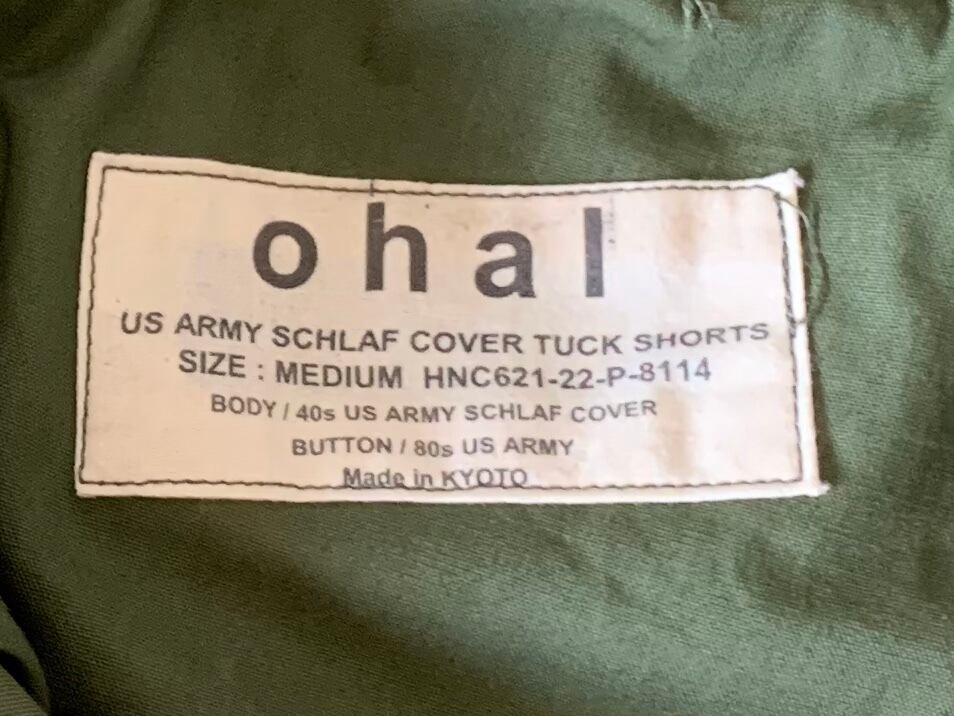 ohal
US ARMY SCHLAF COVER TUCK SHORTS
SIZE : MEDIUM HNC621-22-P-8114
BODY / 40s US ARMY SCHLAF COVER
BUTTON / 80s US ARMY
Made in KYOTO